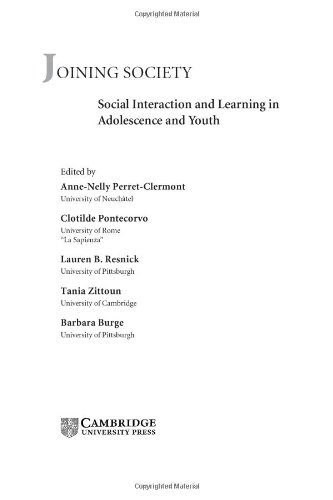 Copyrighted Material
JOINING SOCIETY
Social Interaction and Learning in
Adolescence and Youth
Edited by
Anne-Nelly Perret-Clermont
University of Neuchâtel
Clotilde Pontecorvo
University of Rome
"La Sapienza"
Lauren B. Resnick
University of Pittsburgh
Tania Zittoun
University of Cambridge
Barbara Burge
University of Pittsburgh
CAMBRIDGE
UNIVERSITY PRESS
Copyrighted Material